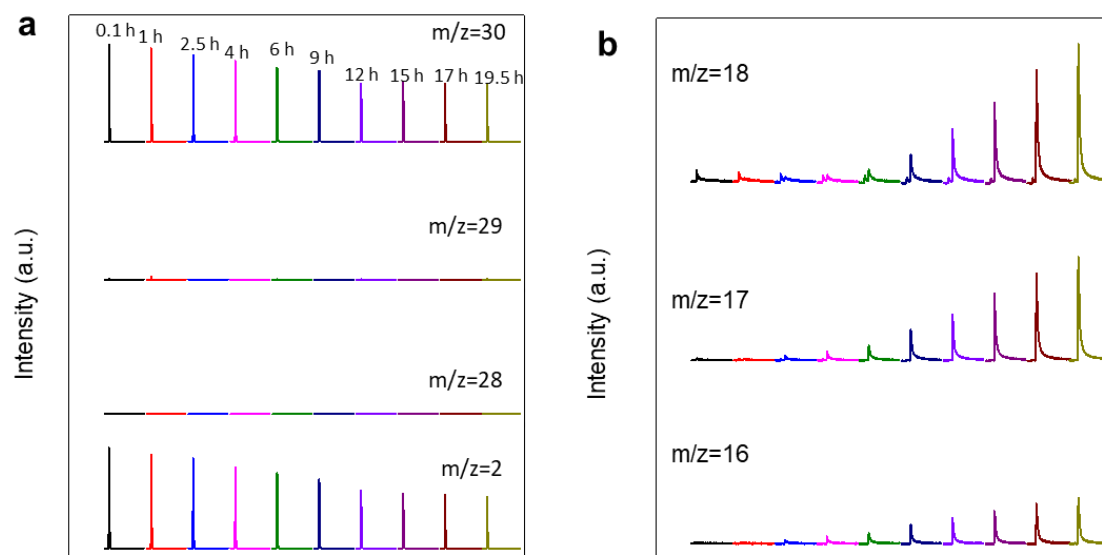 a
m/z=30
0.1 h 1 h 2.5 h 4 h 6 h 9 h 12 h 15 h 17 h 19.5 h
m/z=29
m/z=28
m/z=2
Intensity (a.u.)
b
m/z=18
m/z=17
m/z=16
Intensity (a.u.)